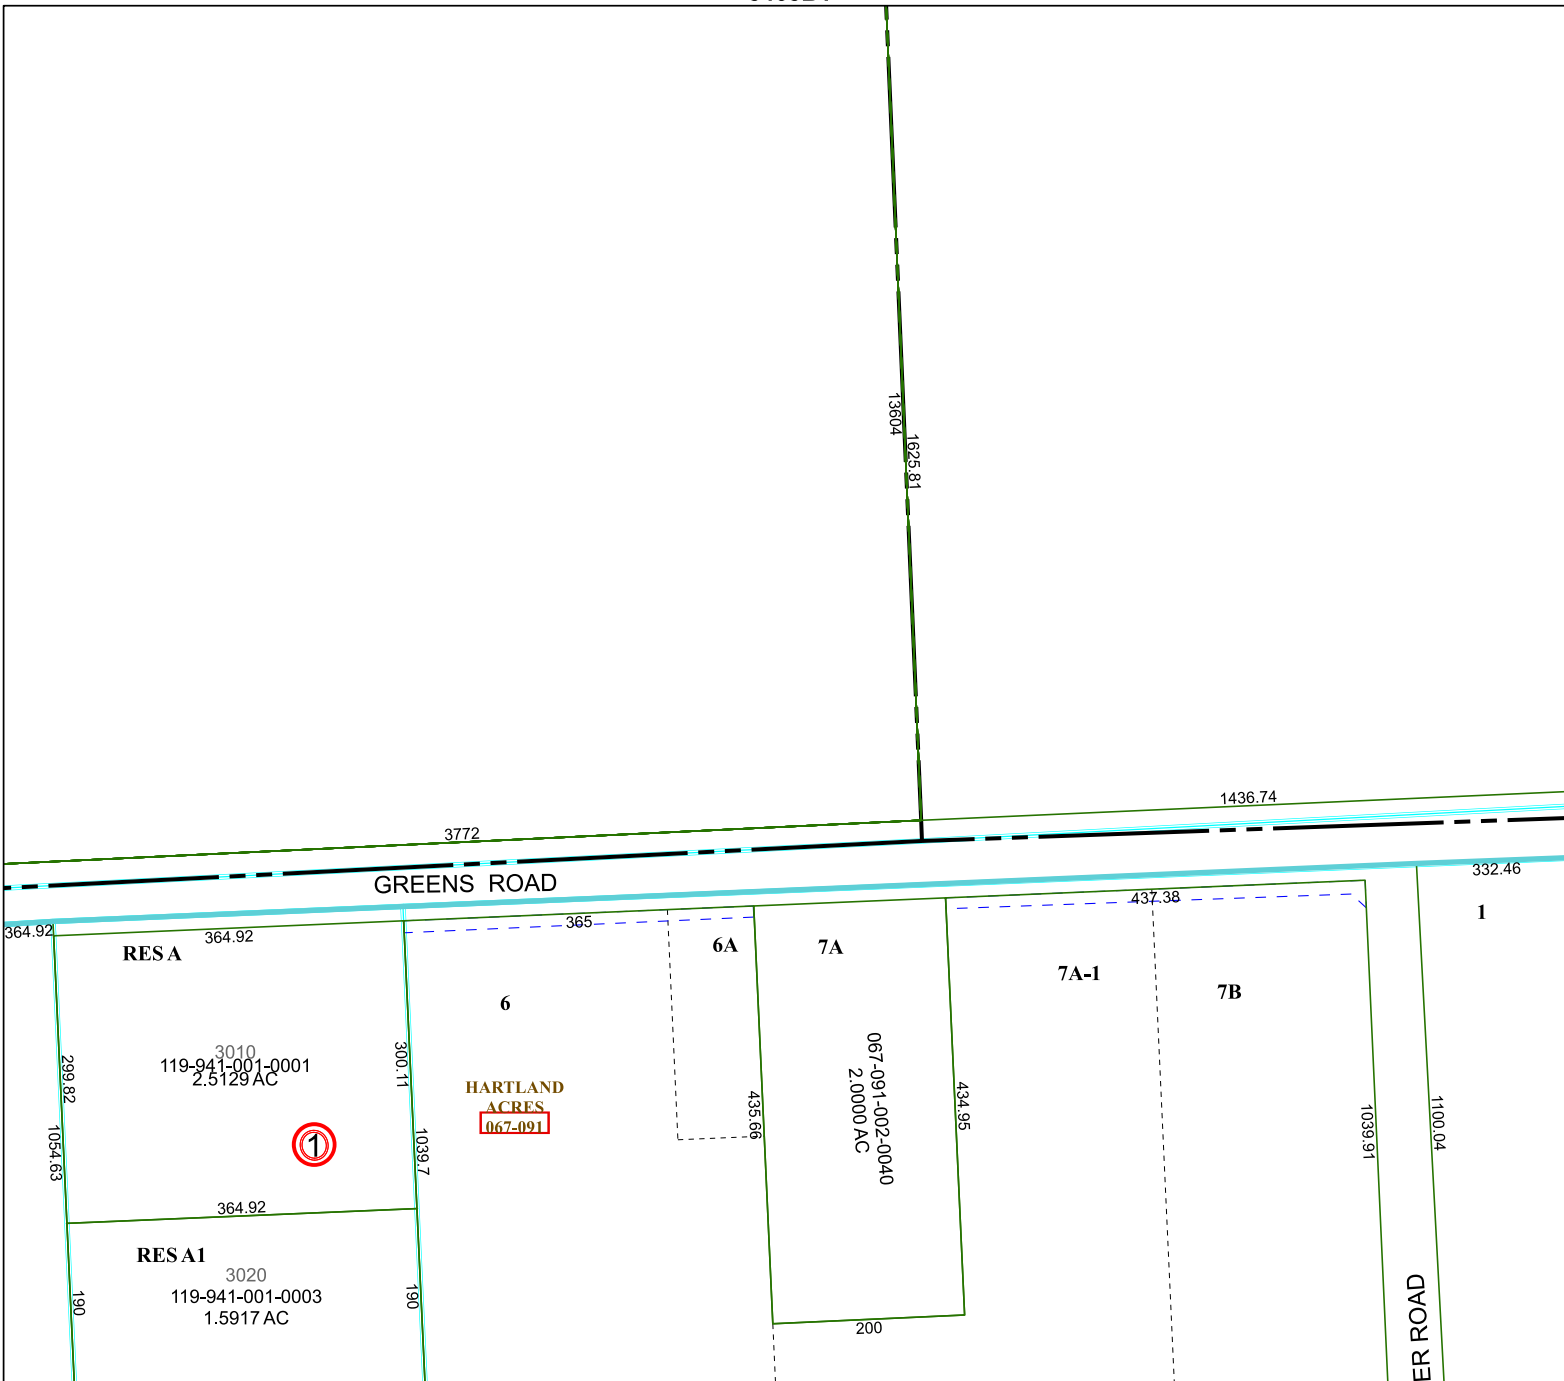 13604
1625.81
1436.74
3772
GREENS ROAD
332.46
364.92
364.92
365
437.38
RES A
6A
7A
1
7A-1
7B
6
3010
119-941-001-0001
2.5129 AC
299.82
300.11
HARTLAND
ACRES
067-091
435.66
067-091-002-0040
2.0000 AC
434.95
1039.91
1100.04
1
1054.63
1039.7
364.92
RES A1
3020
119-941-001-0003
1.5917 AC
190
190
200
ER ROAD